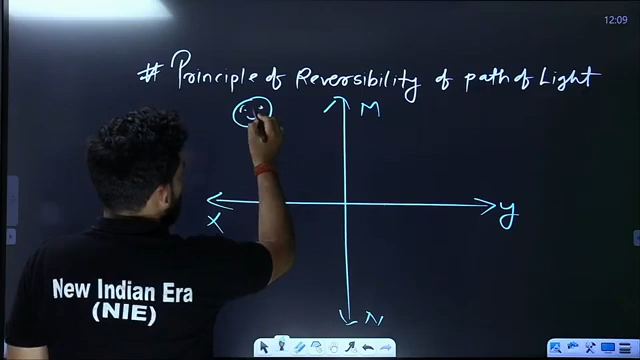 12:09
# Principle of Reversibility of path of Light
M
X
y
N
New Indian Era
(NIE)